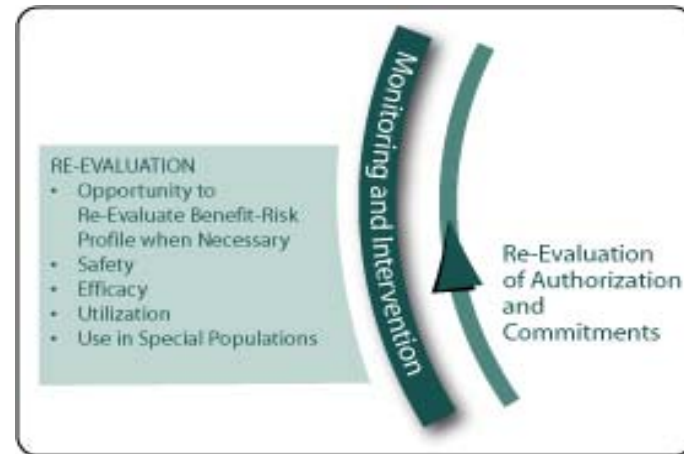 RE-EVALUATION
• Opportunity to
Re-Evaluate Benefit-Risk
Profile when Necessary
• Safety
• Efficacy
• Utilization
• Use in Special Populations
Monitoring and Intervention
Re-Evaluation
of Authorization
and
Commitments